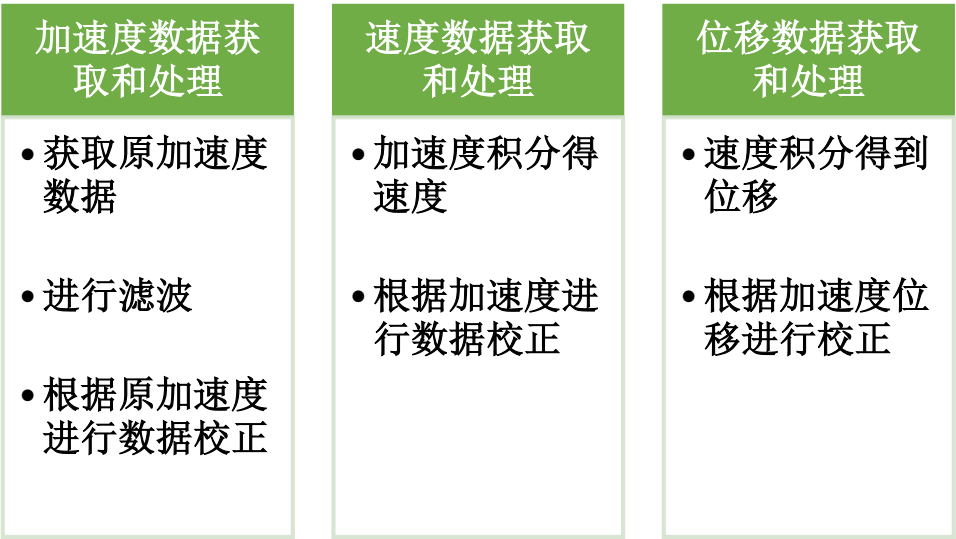 加速度数据获
取和处理
• 获取原加速度
数据
• 进行滤波
• 根据原加速度
进行数据校正
速度数据获取
和处理
• 加速度积分得
速度
• 根据加速度进
行数据校正
位移数据获取
和处理
• 速度积分得到
位移
• 根据加速度位
移进行校正